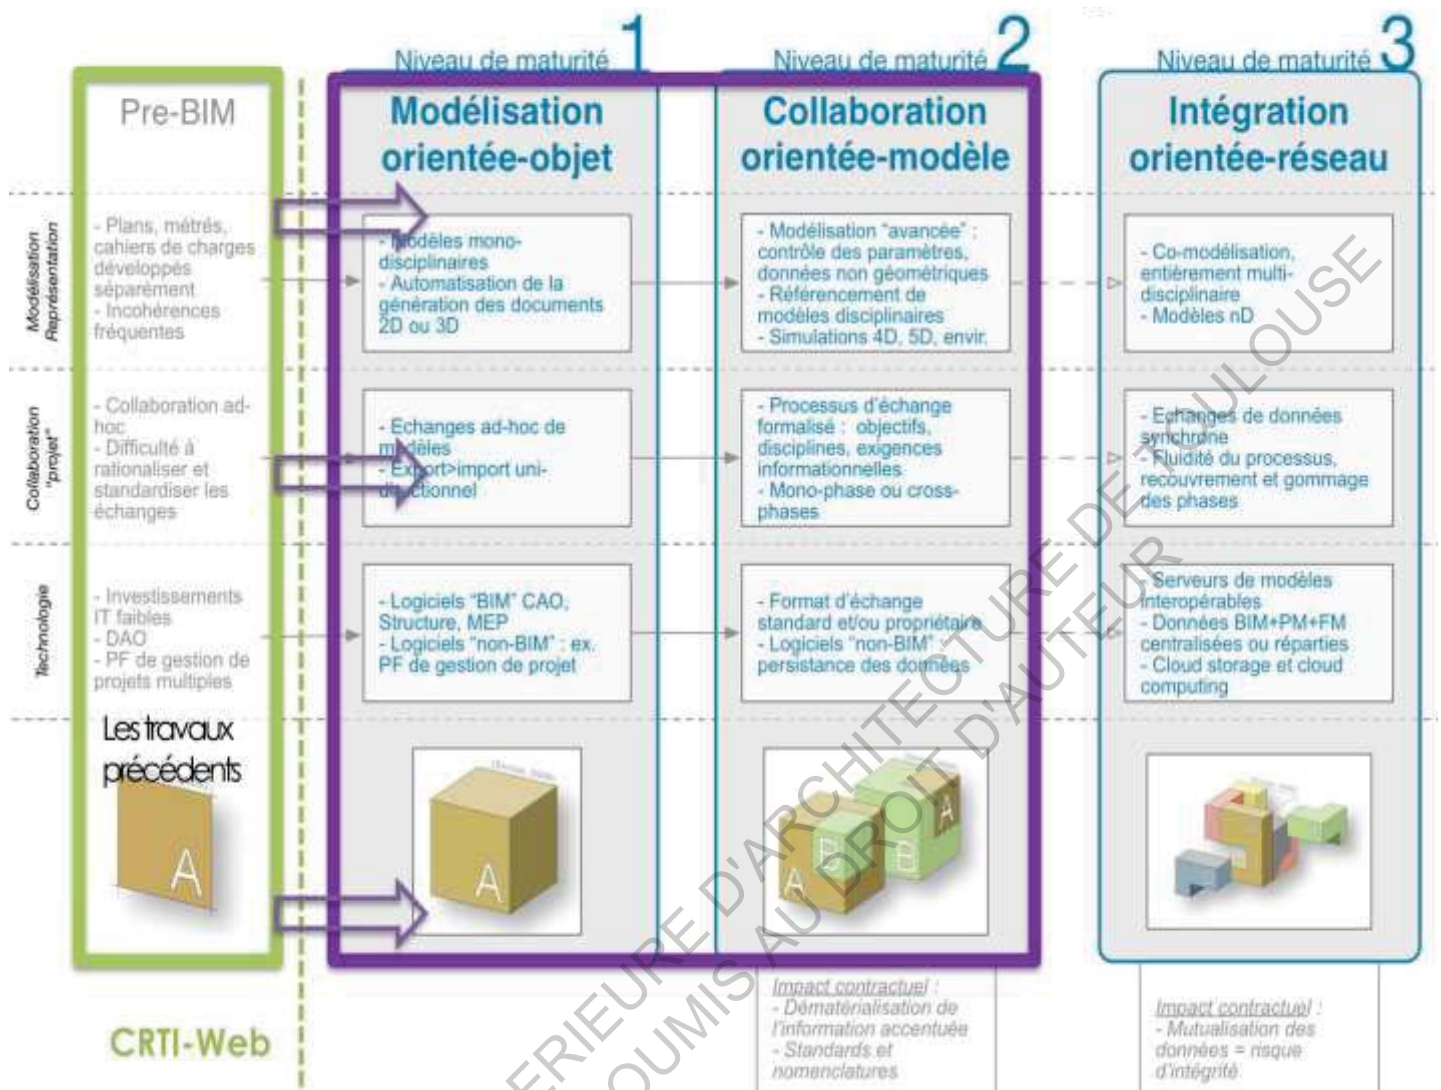 Niveau de maturité 1
Niveau de maturité 2
Niveau de maturité 3
Pre-BIM
Modélisation
orientée-objet
Collaboration
orientée-modèle
Intégration
orientée-réseau
Modélisation
Représentation
- Plans, métrés,
cahiers de charges
développés
séparément
- Incohérences
fréquentes
- Modèles mono-
disciplinaires
- Automatisation de la
génération des documents
2D ou 3D
- Modélisation "avancée" :
contrôle des paramètres,
données non géométriques
- Référencement de
modèles disciplinaires
- Simulations 4D, 5D, envir.
- Co-modélisation,
entièrement multi-
disciplinaire
- Modèles nD
Collaboration
"projet"
- Collaboration ad-
hoc
- Difficulté à
rationaliser et
standardiser les
échanges
- Echanges ad-hoc de
modèles
- Export>import uni-
directionnel
- Processus d'échange
formalisé : objectifs,
disciplines, exigences
informationnelles
- Mono-phase ou cross-
phases
- Echanges de données
synchrone
- Fluidité du processus,
recouvrement et gommage
des phases
Technologie
- Investissements
IT faibles
- DAO
- PF de gestion de
projets multiples
- Logiciels "BIM" CAO,
Structure, MEP
- Logiciels "non-BIM" : ex.
PF de gestion de projet
- Format d'échange
standard et/ou propriétaire
- Logiciels "non-BIM" :
persistance des données
- Serveurs de modèles
interopérables
- Données BIM+PM+FM
centralisées ou réparties
- Cloud storage et cloud
computing
Les travaux
précédents
A
A
A
B
B
A
CRTI-Web
Impact contractuel :
- Dématérialisation de
l'information accentuée
- Standards et
nomenclatures
Impact contractuel :
- Mutualisation des
données = risque
d'intégrité
ERIEURE D'ARCHITECTURE DE TOULOUSE
OUMIS AU DROIT D'AUTEUR